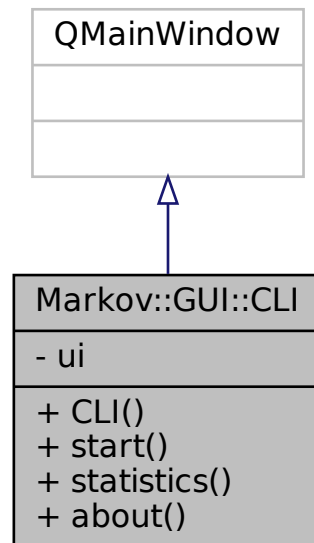 QMainWindow
Markov::GUI::CLI
- ui
+ CLI()
+ start()
+ statistics()
+ about()